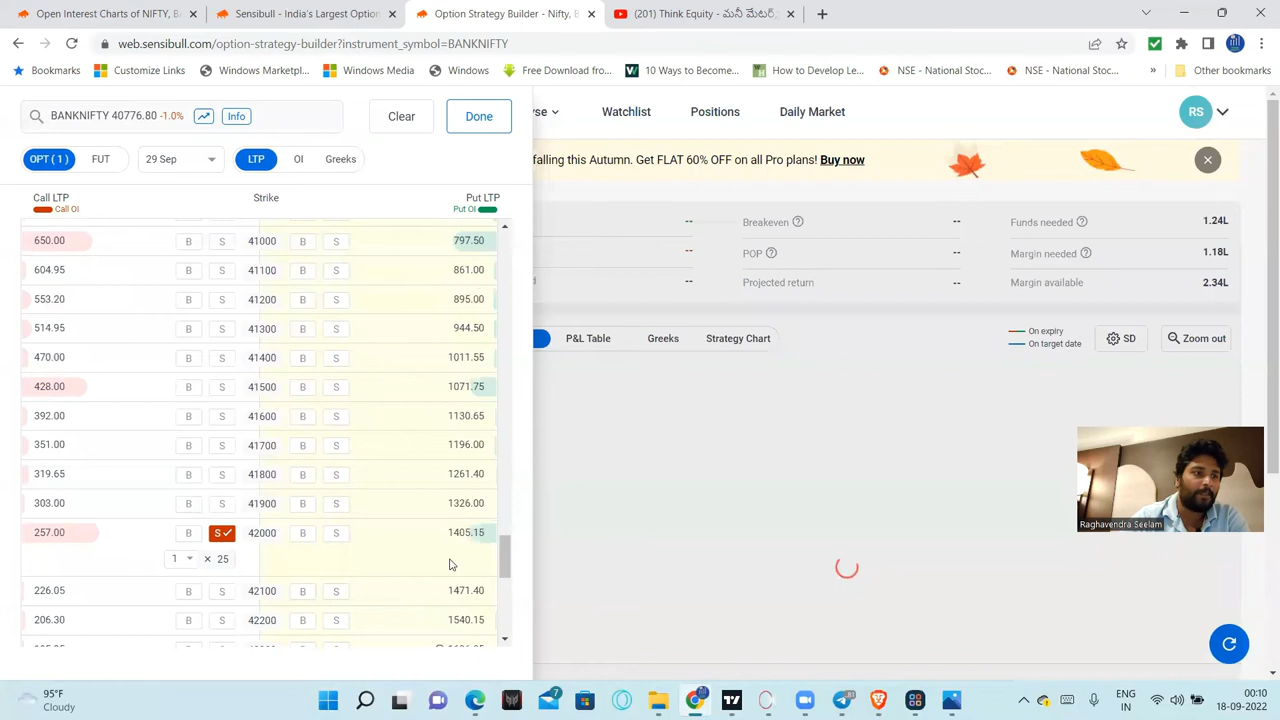 Open Interest Charts of NIFTY, B
Sensibull - India's Largest Option
Option Strategy Builder - Nifty, B
(201) Think Equity - మనీ మేటర్
web.sensibull.com/option-strategy-builder?instrument_symbol=BANKNIFTY
Bookmarks Customize Links Windows Marketpl... Windows Media Windows Free Download fro... 10 Ways to Become... How to Develop Le... NSE - National Stoc... NSE - National Stoc... » Other bookmarks
BANKNIFTY 40776.80 -1.0% Info Clear Done
wse Watchlist Positions Daily Market RS
OPT (1) FUT 29 Sep LTP OI Greeks
falling this Autumn. Get FLAT 60% OFF on all Pro plans! Buy now
Call LTP Strike Put LTP
Call OI Put OI
-- Breakeven -- Funds needed 1.24L
-- POP -- Margin needed 1.18L
-- Projected return -- Margin available 2.34L
P&L Table Greeks Strategy Chart On expiry On target date SD Zoom out
650.00 B S 41000 B S 797.50
604.95 B S 41100 B S 861.00
553.20 B S 41200 B S 895.00
514.95 B S 41300 B S 944.50
470.00 B S 41400 B S 1011.55
428.00 B S 41500 B S 1071.75
392.00 B S 41600 B S 1130.65
351.00 B S 41700 B S 1196.00
319.65 B S 41800 B S 1261.40
303.00 B S 41900 B S 1326.00
257.00 B S 42000 B S 1405.15
1 × 25
226.05 B S 42100 B S 1471.40
206.30 B S 42200 B S 1540.15
Raghavendra Seelam
95°F
Cloudy
7
ENG
IN
00:10
18-09-2022